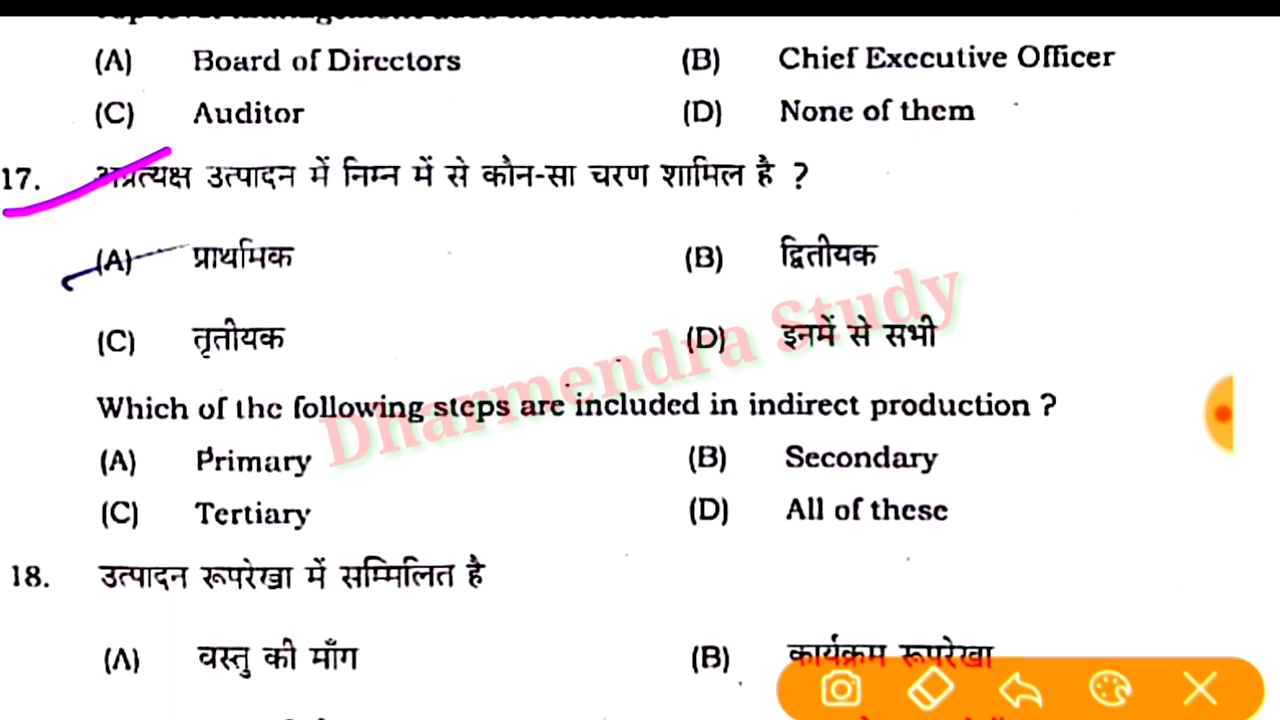 (A) Board of Directors (B) Chief Executive Officer
(C) Auditor (D) None of them
17. अप्रत्यक्ष उत्पादन में निम्न में से कौन-सा चरण शामिल है ?
(A) प्राथमिक (B) द्वितीयक
(C) तृतीयक (D) इनमें से सभी
Dharmendra Study
Which of the following steps are included in indirect production ?
(A) Primary (B) Secondary
(C) Tertiary (D) All of these
18. उत्पादन रूपरेखा में सम्मिलित है
(A) वस्तु की माँग (B) कार्यक्रम रूपरेखा